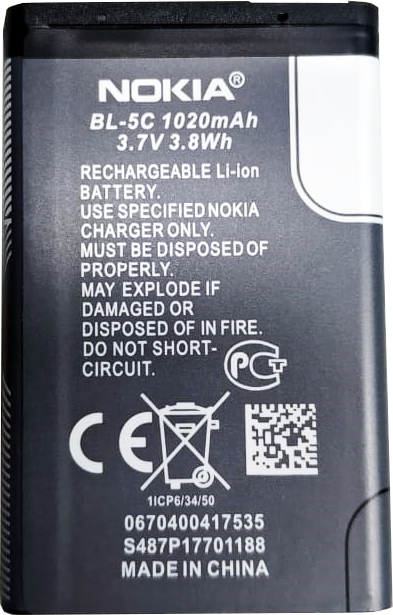 NOKIA®
BL-5C 1020mAh
3.7V 3.8Wh
RECHARGEABLE Li-ion
BATTERY.
USE SPECIFIED NOKIA
CHARGER ONLY.
MUST BE DISPOSED OF
PROPERLY.
MAY EXPLODE IF
DAMAGED OR
DISPOSED OF IN FIRE.
DO NOT SHORT-
CIRCUIT.
PCT
CE
1ICP6/34/50
0670400417535
S487P17701188
MADE IN CHINA